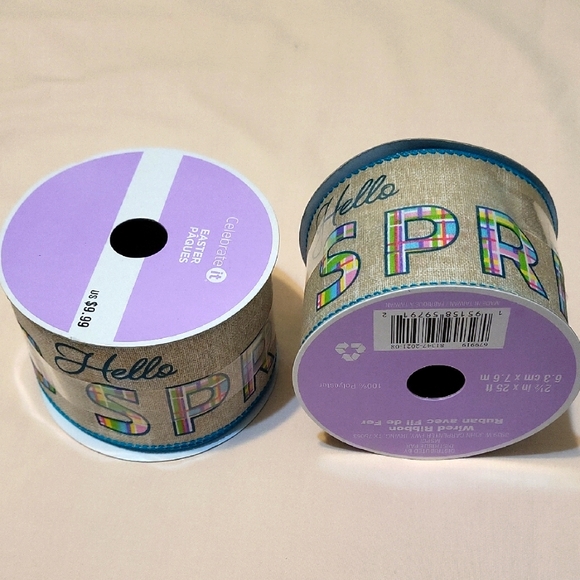 Celebrate it
EASTER
PÂQUES
US $9.99
Hello
SPR
Hello
SPR
Wired Ribbon
Ruban avec Fil de Fer
2½ in x 25 ft
6.3 cm x 7.6 m
100% Polyester